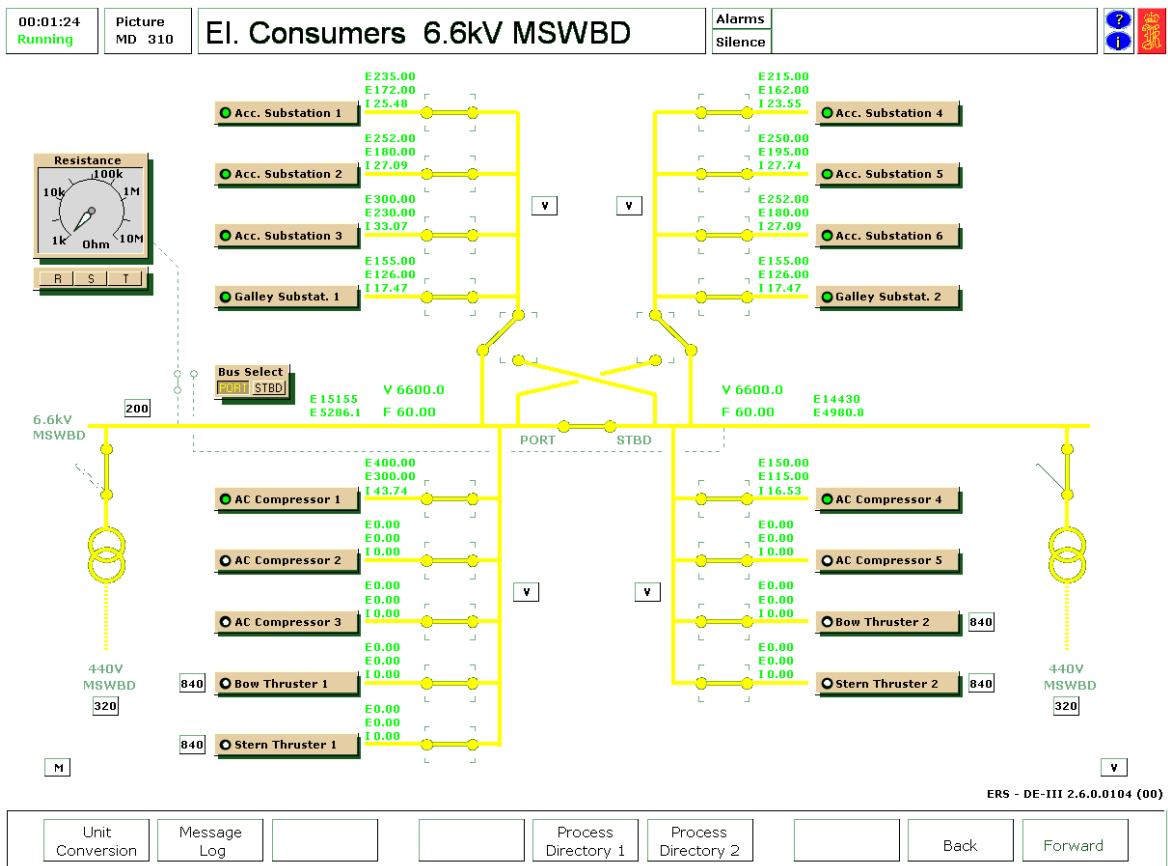 00:01:24
Running
Picture
MD 310
El. Consumers 6.6kV MSWBD
Alarms
Silence
?
i
E235.00
E172.00
I 25.48
Acc. Substation 1
E215.00
E162.00
I 23.55
Acc. Substation 4
E252.00
E180.00
I 27.09
Acc. Substation 2
E250.00
E195.00
I 27.74
Acc. Substation 5
Resistance
100k
10k
1M
1k
Ohm
10M
R S T
E300.00
E230.00
I 33.07
Acc. Substation 3
V
V
E252.00
E180.00
I 27.09
Acc. Substation 6
E155.00
E126.00
I 17.47
Galley Substat. 1
E155.00
E126.00
I 17.47
Galley Substat. 2
Bus Select
PORT STBD
200
E15155
E5286.1
V 6600.0
F 60.00
V 6600.0
F 60.00
E14430
E4980.8
6.6kV
MSWBD
PORT
STBD
E400.00
E300.00
I 43.74
AC Compressor 1
E150.00
E115.00
I 16.53
AC Compressor 4
E0.00
E0.00
I 0.00
AC Compressor 2
E0.00
E0.00
I 0.00
AC Compressor 5
V
V
E0.00
E0.00
I 0.00
AC Compressor 3
E0.00
E0.00
I 0.00
Bow Thruster 2
840
E0.00
E0.00
I 0.00
840
Bow Thruster 1
E0.00
E0.00
I 0.00
Stern Thruster 2
840
440V
MSWBD
320
440V
MSWBD
320
E0.00
E0.00
I 0.00
840
Stern Thruster 1
M
V
ERS - DE-III 2.6.0.0104 (00)
Unit
Conversion
Message
Log
Process
Directory 1
Process
Directory 2
Back
Forward